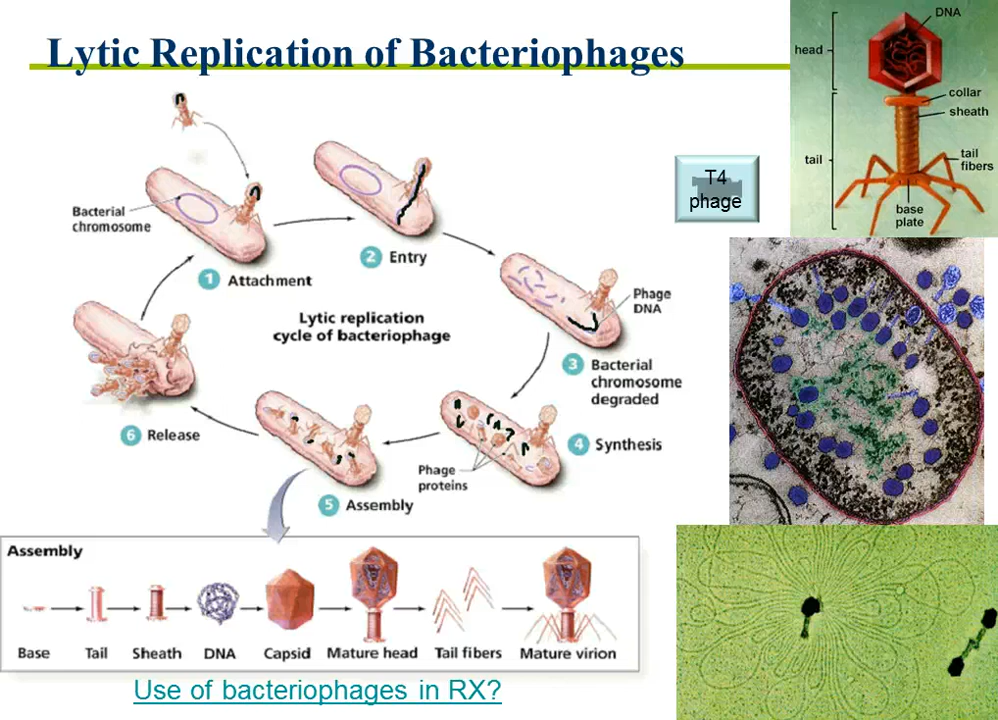 Lytic Replication of Bacteriophages
DNA
head
collar
sheath
tail
tail
fibers
base
plate
T4
phage
Bacterial
chromosome
1 Attachment
2 Entry
Phage
DNA
3 Bacterial
chromosome
degraded
Lytic replication
cycle of bacteriophage
4 Synthesis
Phage
proteins
5 Assembly
6 Release
Assembly
Base
Tail
Sheath
DNA
Capsid
Mature head
Tail fibers
Mature virion
Use of bacteriophages in RX?